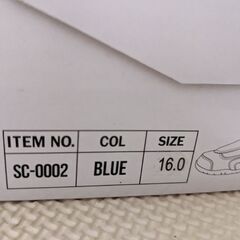 ITEM NO. COL SIZE
SC-0002 BLUE 16.0